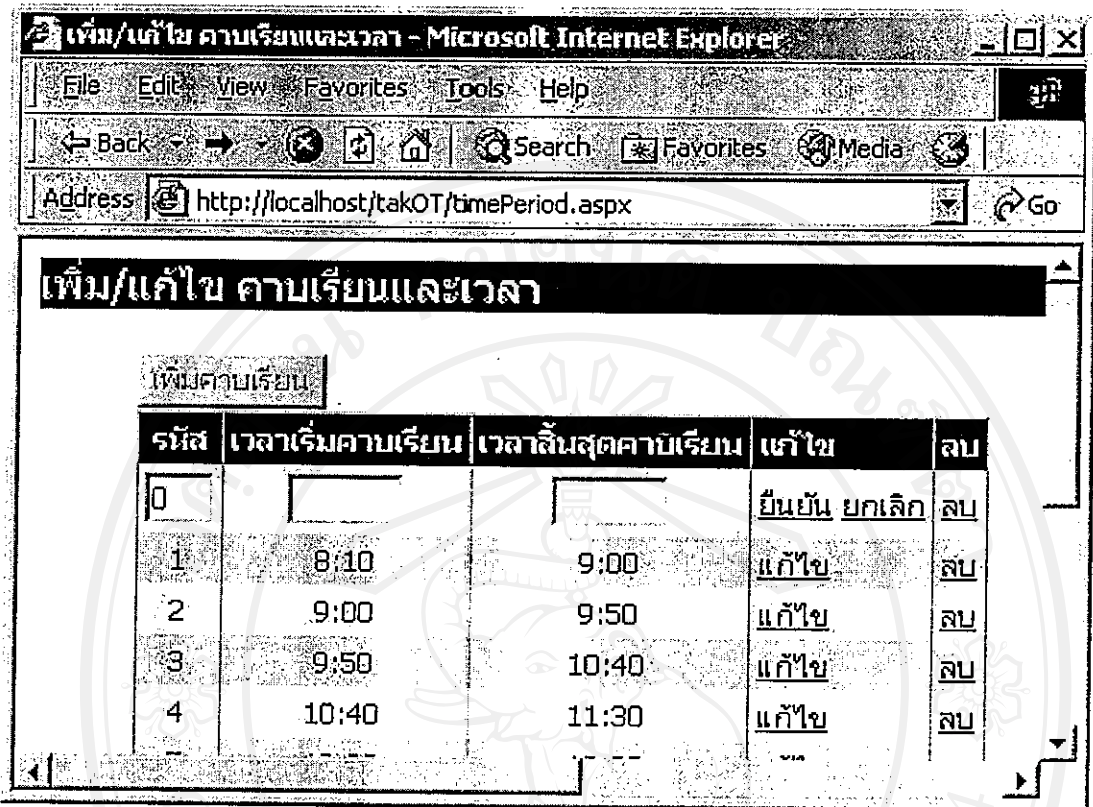 เพิ่ม/แก้ไข คาบเรียนและเวลา - Microsoft Internet Explorer
File Edit View Favorites Tools Help
Back Search Favorites Media
Address http://localhost/takOT/timePeriod.aspx Go
เพิ่ม/แก้ไข คาบเรียนและเวลา
เพิ่มคาบเรียน
รหัส เวลาเริ่มคาบเรียน เวลาสิ้นสุดคาบเรียน แก้ไข ลบ
0 ยืนยัน ยกเลิก ลบ
1 8:10 9:00 แก้ไข ลบ
2 9:00 9:50 แก้ไข ลบ
3 9:50 10:40 แก้ไข ลบ
4 10:40 11:30 แก้ไข ลบ